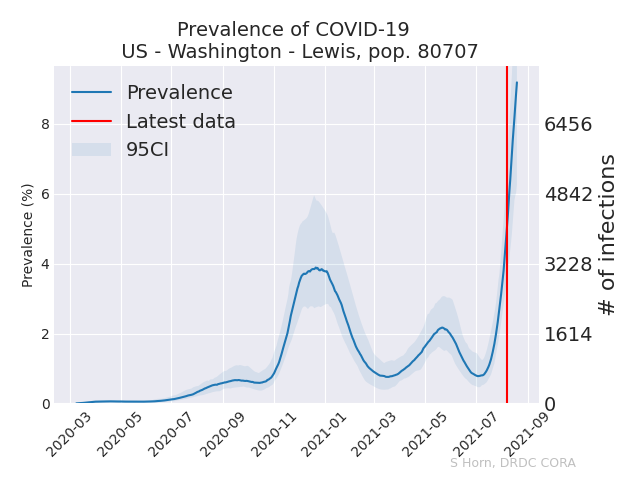 Prevalence of COVID-19
US - Washington - Lewis, pop. 80707
Prevalence
Latest data
95CI
Prevalence (%)
8
6
4
2
0
6456
4842
3228
1614
0
# of infections
2020-03
2020-05
2020-07
2020-09
2020-11
2021-01
2021-03
2021-05
2021-07
2021-09
S Horn, DRDC CORA